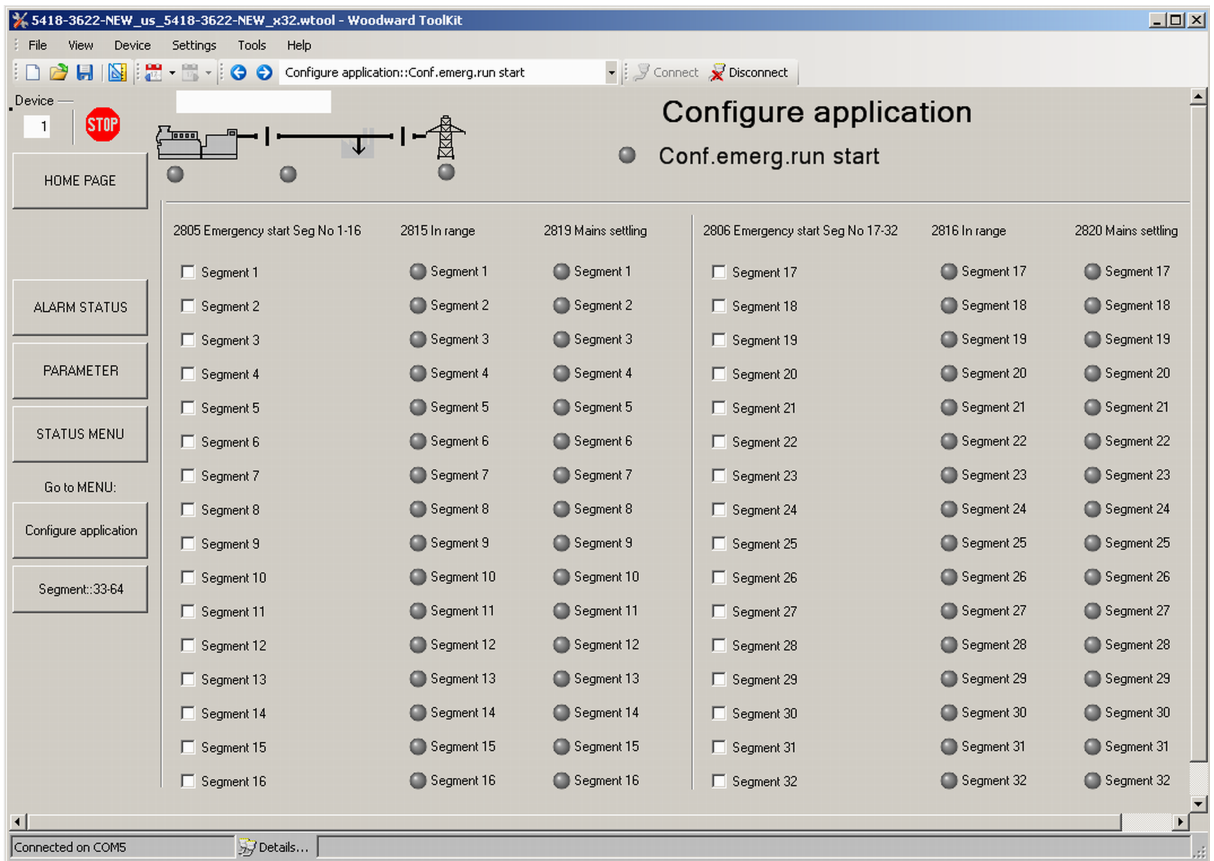 5418-3622-NEW_us_5418-3622-NEW_x32.wtool - Woodward ToolKit
File View Device Settings Tools Help
Configure application::Conf.emerg.run start Connect Disconnect
Device
1 STOP
Configure application
Conf.emerg.run start
HOME PAGE
ALARM STATUS
PARAMETER
STATUS MENU
Go to MENU:
Configure application
Segment::33-64
2805 Emergency start Seg No 1-16 2815 In range 2819 Mains settling 2806 Emergency start Seg No 17-32 2816 In range 2820 Mains settling
Segment 1 Segment 1 Segment 1 Segment 17 Segment 17 Segment 17
Segment 2 Segment 2 Segment 2 Segment 18 Segment 18 Segment 18
Segment 3 Segment 3 Segment 3 Segment 19 Segment 19 Segment 19
Segment 4 Segment 4 Segment 4 Segment 20 Segment 20 Segment 20
Segment 5 Segment 5 Segment 5 Segment 21 Segment 21 Segment 21
Segment 6 Segment 6 Segment 6 Segment 22 Segment 22 Segment 22
Segment 7 Segment 7 Segment 7 Segment 23 Segment 23 Segment 23
Segment 8 Segment 8 Segment 8 Segment 24 Segment 24 Segment 24
Segment 9 Segment 9 Segment 9 Segment 25 Segment 25 Segment 25
Segment 10 Segment 10 Segment 10 Segment 26 Segment 26 Segment 26
Segment 11 Segment 11 Segment 11 Segment 27 Segment 27 Segment 27
Segment 12 Segment 12 Segment 12 Segment 28 Segment 28 Segment 28
Segment 13 Segment 13 Segment 13 Segment 29 Segment 29 Segment 29
Segment 14 Segment 14 Segment 14 Segment 30 Segment 30 Segment 30
Segment 15 Segment 15 Segment 15 Segment 31 Segment 31 Segment 31
Segment 16 Segment 16 Segment 16 Segment 32 Segment 32 Segment 32
Connected on COM5 Details...